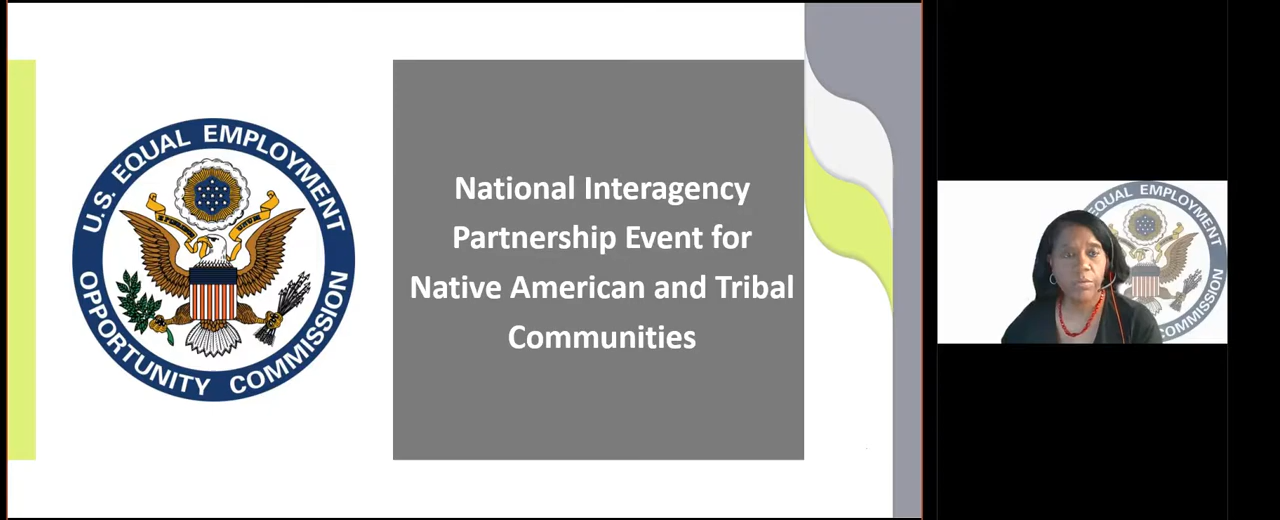 U.S. EQUAL EMPLOYMENT
OPPORTUNITY COMMISSION
National Interagency
Partnership Event for
Native American and Tribal
Communities
EQUAL EMPLOYMENT
COMMISSION